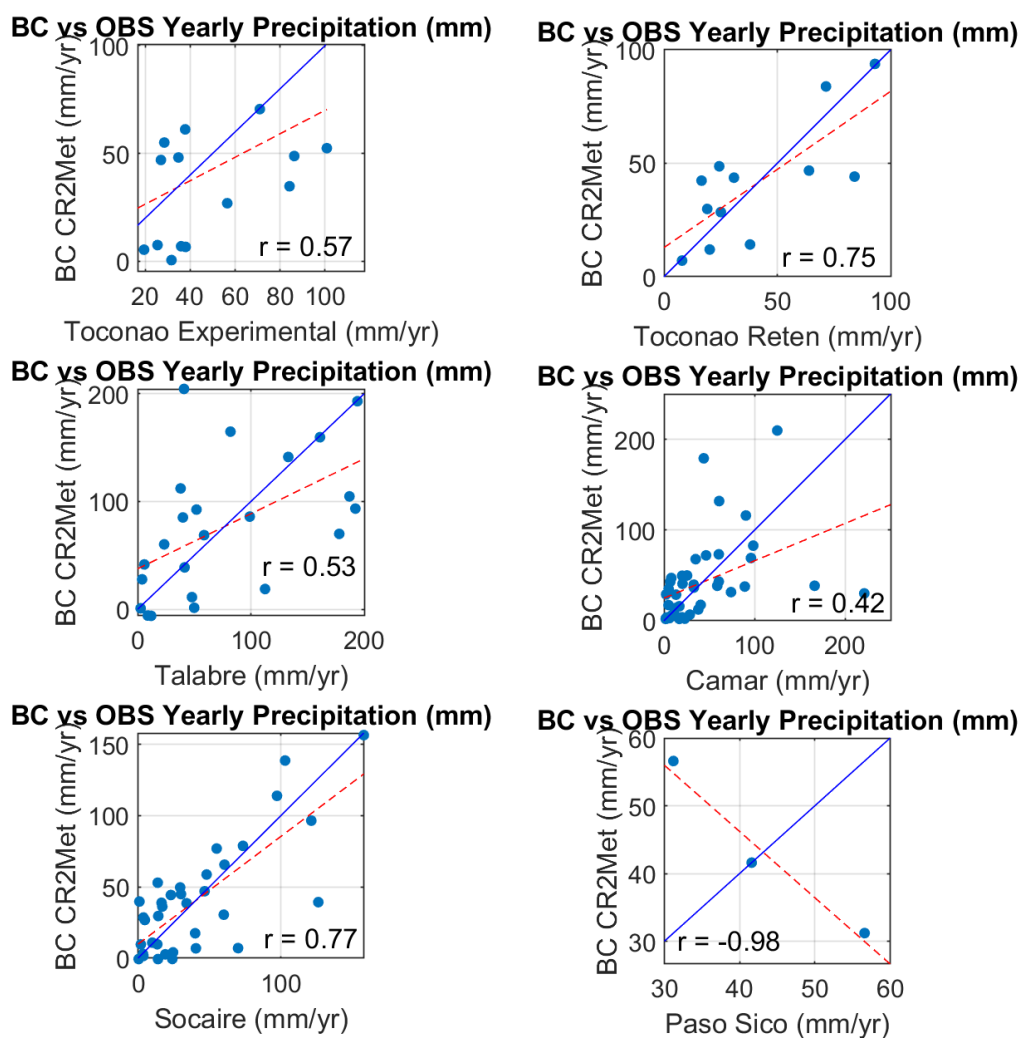 BC vs OBS Yearly Precipitation (mm)
BC CR2Met (mm/yr)
100
50
0
20 40 60 80 100
r = 0.57
Toconao Experimental (mm/yr)
BC vs OBS Yearly Precipitation (mm)
BC CR2Met (mm/yr)
100
50
0
0 50 100
r = 0.75
Toconao Reten (mm/yr)
BC vs OBS Yearly Precipitation (mm)
BC CR2Met (mm/yr)
200
100
0
0 100 200
r = 0.53
Talabre (mm/yr)
BC vs OBS Yearly Precipitation (mm)
BC CR2Met (mm/yr)
200
100
0
0 100 200
r = 0.42
Camar (mm/yr)
BC vs OBS Yearly Precipitation (mm)
BC CR2Met (mm/yr)
150
100
50
0
0 100
r = 0.77
Socaire (mm/yr)
BC vs OBS Yearly Precipitation (mm)
BC CR2Met (mm/yr)
60
50
40
30
30 40 50 60
r = -0.98
Paso Sico (mm/yr)